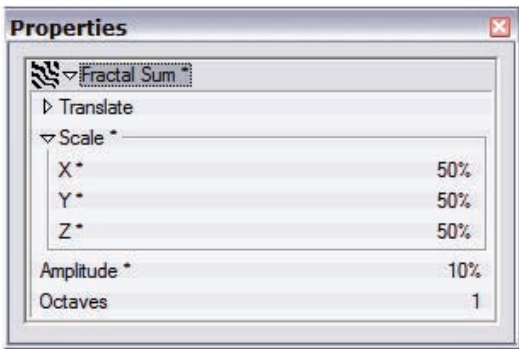 Properties
Fractal Sum *
Translate
Scale *
X * 50%
Y * 50%
Z * 50%
Amplitude * 10%
Octaves 1